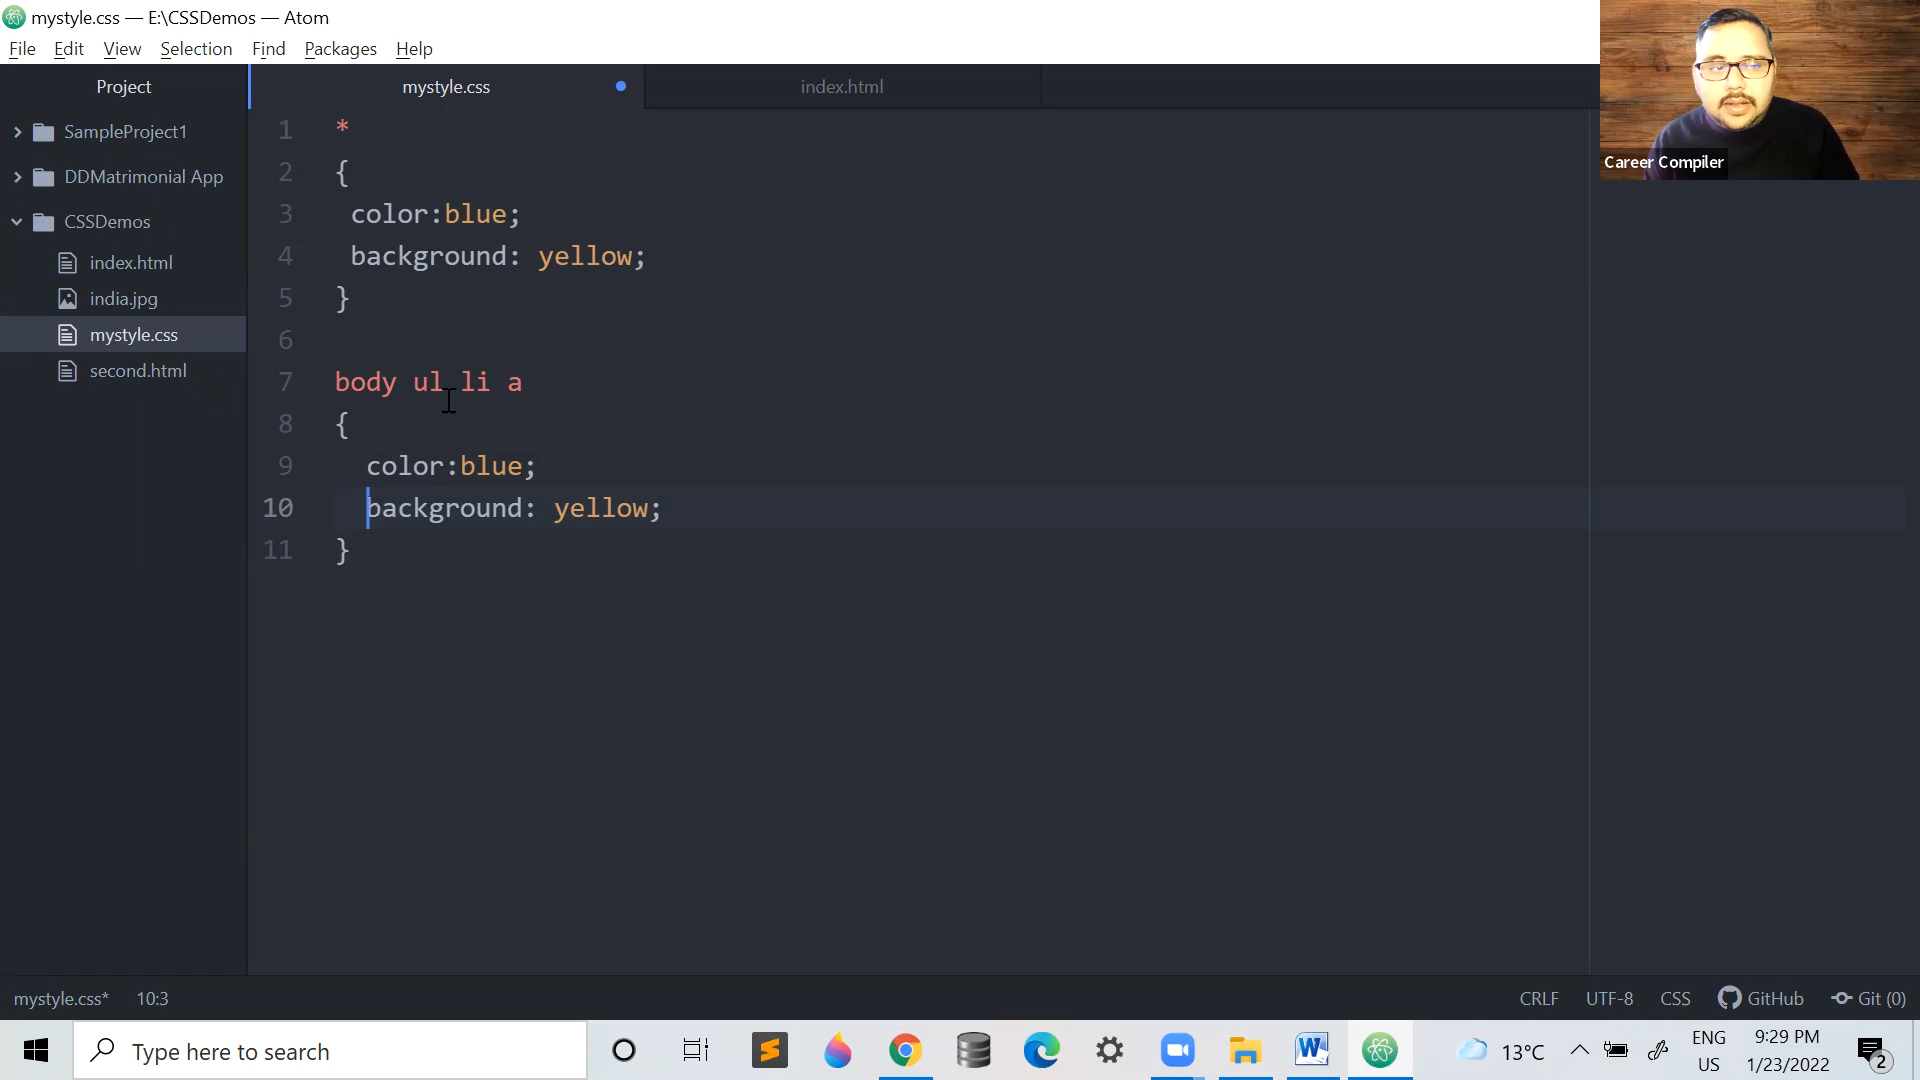 mystyle.css — E:\CSSDemos — Atom
File Edit View Selection Find Packages Help
Project
mystyle.css
index.html
SampleProject1
DDMatrimonial App
CSSDemos
index.html
india.jpg
mystyle.css
second.html
1 *
2 {
3 color:blue;
4 background: yellow;
5 }
6
7 body ul li a
8 {
9 color:blue;
10 background: yellow;
11 }
Career Compiler
mystyle.css* 10:3
CRLF UTF-8 CSS GitHub Git (0)
Type here to search
13°C
ENG
US
9:29 PM
1/23/2022
2